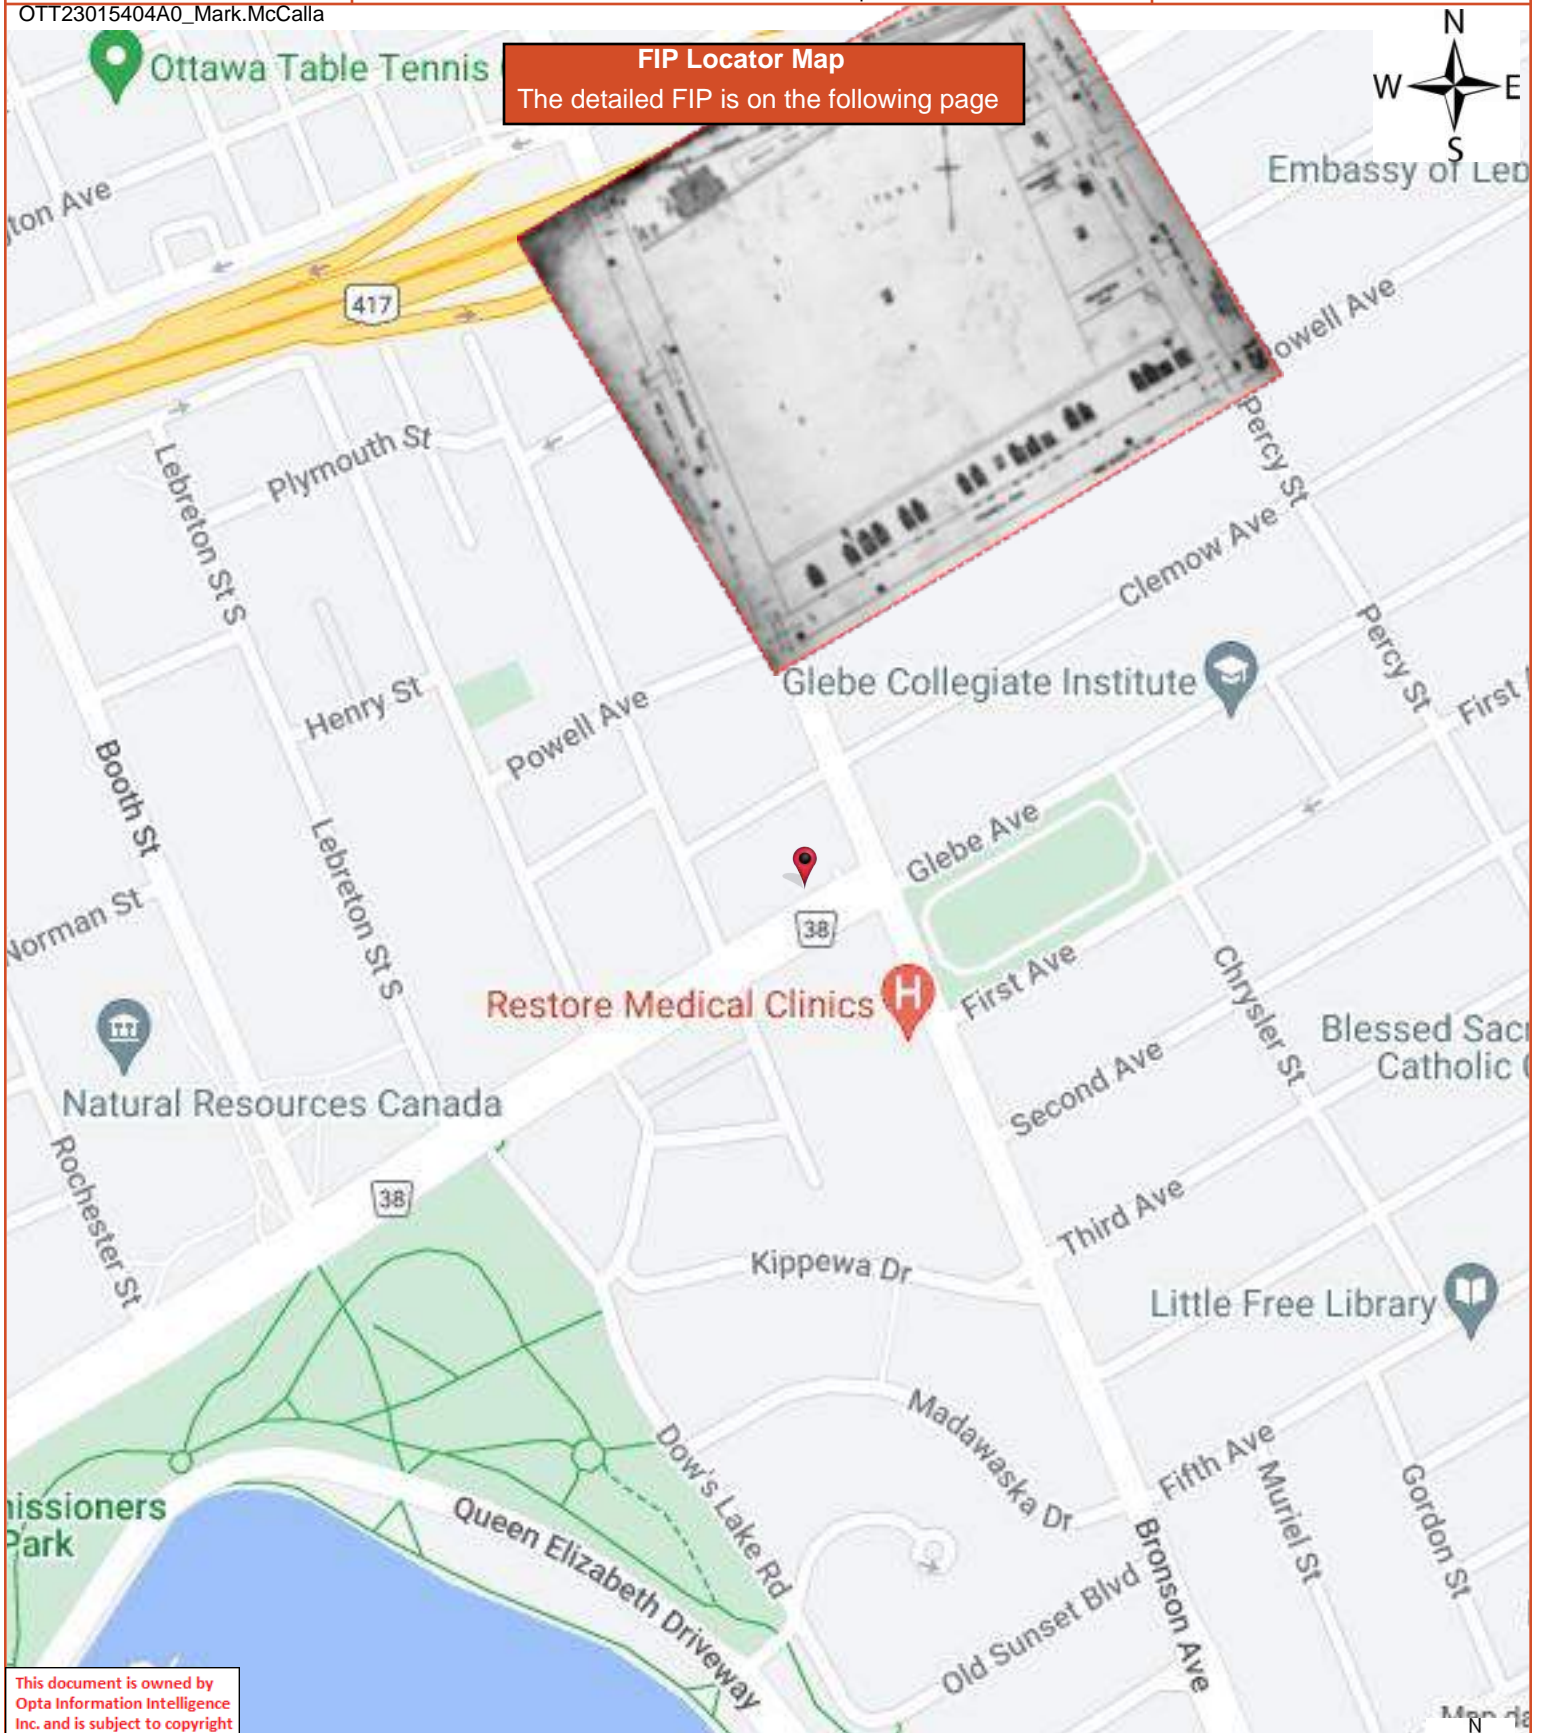 OTT23015404A0_Mark.McCalla
N
W E
S
FIP Locator Map
The detailed FIP is on the following page
Ottawa Table Tennis
Embassy of Leb
ton Ave
417
owell Ave
Plymouth St
Lebreton St S
Percy St
Clemow Ave
Percy St
Glebe Collegiate Institute
First
Henry St
Powell Ave
Booth St
Lebreton St S
Glebe Ave
Norman St
38
First Ave
Restore Medical Clinics
H
Chrysler St
Blessed Sac
Catholic
Natural Resources Canada
Second Ave
Rochester St
38
Third Ave
Kippewa Dr
Little Free Library
Madawaska Dr
Dow's Lake Rd
Fifth Ave
Muriel St
Gordon St
nissioners
Park
Queen Elizabeth Driveway
Bronson Ave
Old Sunset Blvd
This document is owned by
Opta Information Intelligence
Inc. and is subject to copyright
Map da
N